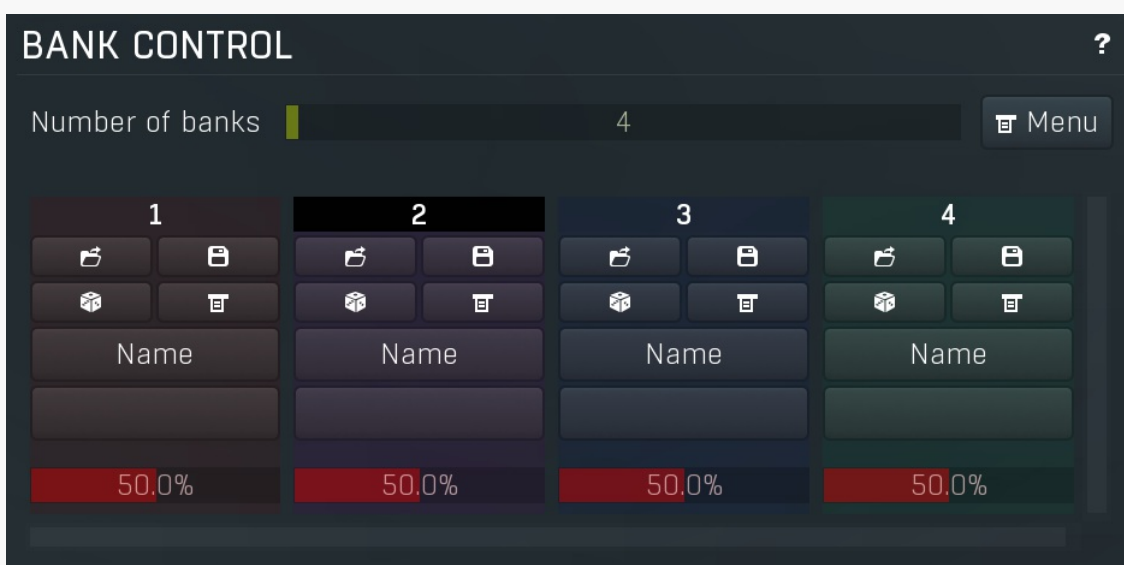 BANK CONTROL ?
Number of banks 4 Menu
1 2 3 4
Name Name Name Name
50.0% 50.0% 50.0% 50.0%